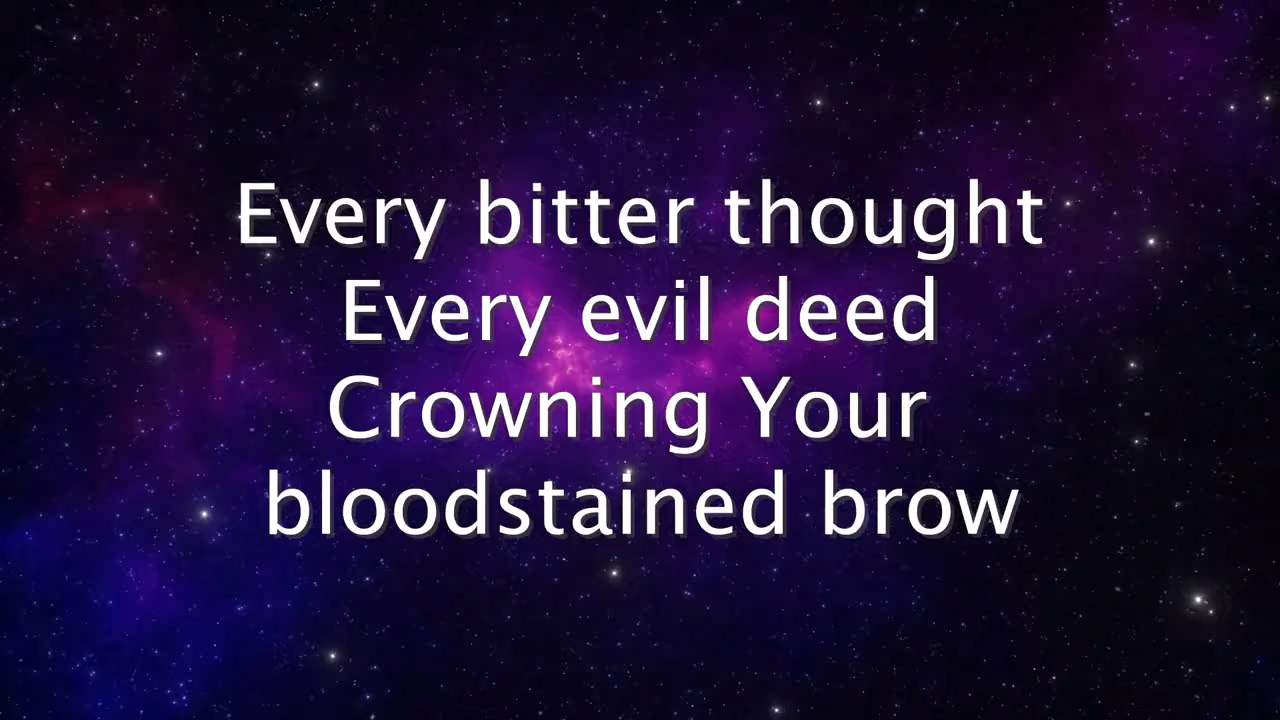 Every bitter thought
Every evil deed
Crowning Your
bloodstained brow